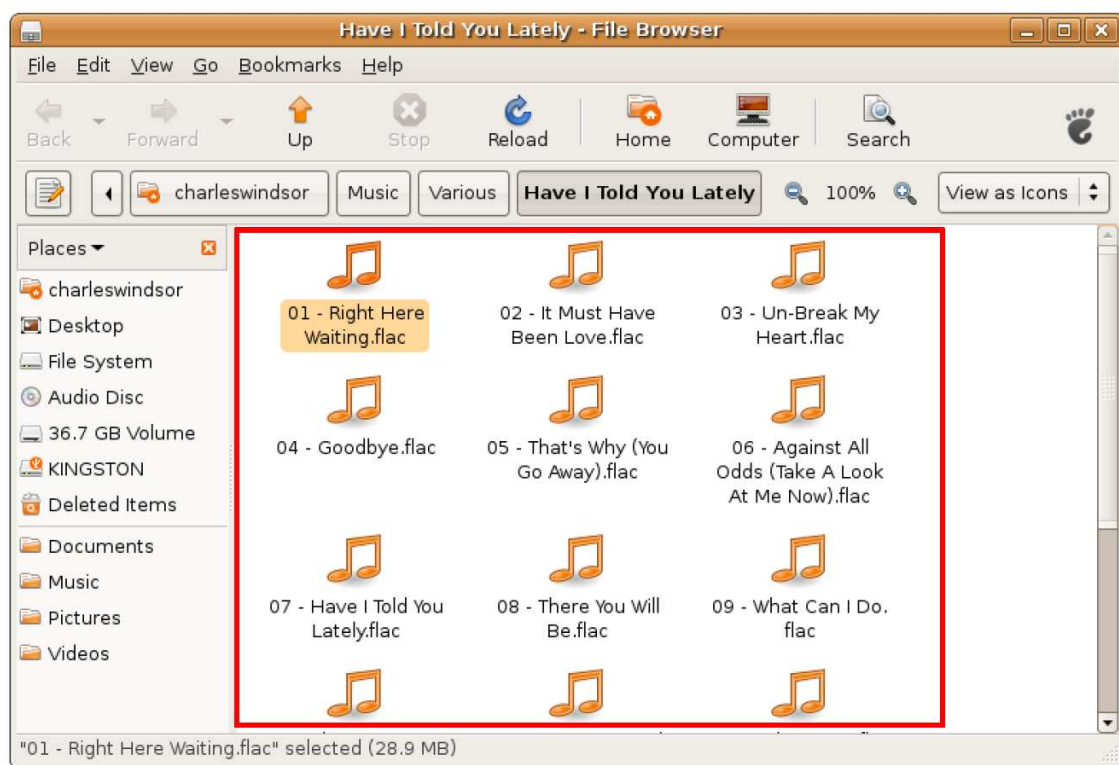 Have I Told You Lately - File Browser
File Edit View Go Bookmarks Help
Back Forward Up Stop Reload Home Computer Search
charleswindsor Music Various Have I Told You Lately 100% View as Icons
Places
charleswindsor
Desktop
File System
Audio Disc
36.7 GB Volume
KINGSTON
Deleted Items
Documents
Music
Pictures
Videos
01 - Right Here
Waiting.flac
02 - It Must Have
Been Love.flac
03 - Un-Break My
Heart.flac
04 - Goodbye.flac
05 - That's Why (You
Go Away).flac
06 - Against All
Odds (Take A Look
At Me Now).flac
07 - Have I Told You
Lately.flac
08 - There You Will
Be.flac
09 - What Can I Do.
flac
"01 - Right Here Waiting.flac" selected (28.9 MB)